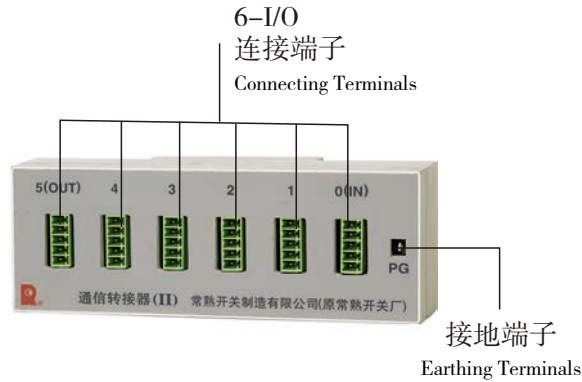 6-I/O
连接端子
Connecting Terminals
5(OUT) 4 3 2 1 0(IN)
PG
通信转接器(II) 常熟开关制造有限公司(原常熟开关厂)
接地端子
Earthing Terminals